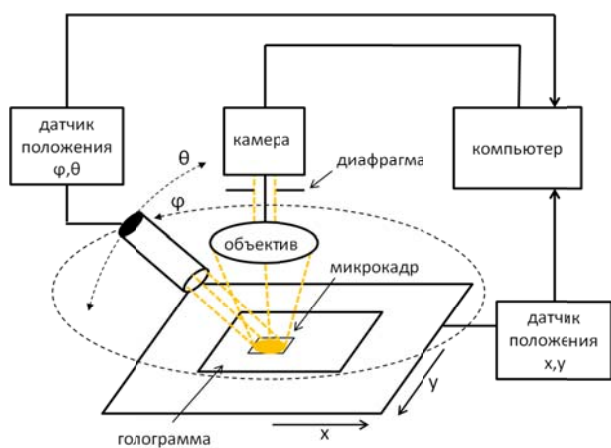 датчик
положения
φ,θ
θ
φ
камера
диафрагма
компьютер
объектив
микрокадр
датчик
положения
x,y
y
x
голограмма